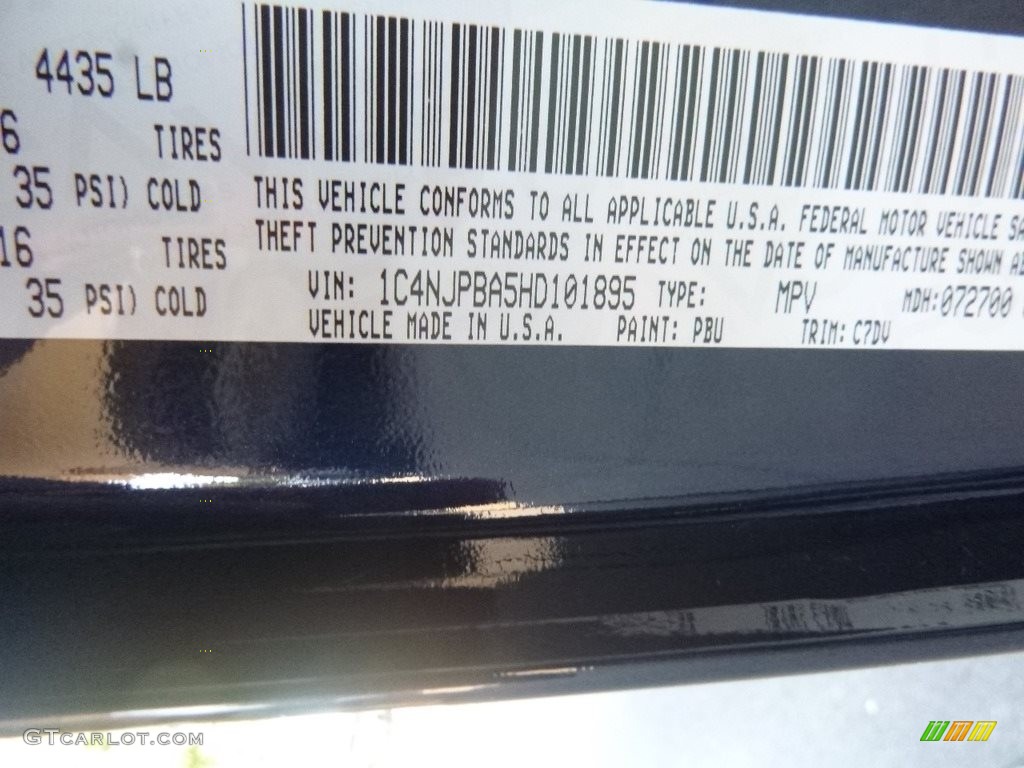 4435 LB
6 TIRES
35 PSI) COLD
16 TIRES
35 PSI) COLD
THIS VEHICLE CONFORMS TO ALL APPLICABLE U.S.A. FEDERAL MOTOR VEHICLE SA
THEFT PREVENTION STANDARDS IN EFFECT ON THE DATE OF MANUFACTURE SHOWN AB
VIN: 1C4NJPBA5HD101895 TYPE: MPV MDH:072700
VEHICLE MADE IN U.S.A. PAINT: PBU TRIM: C7DV
GTCARLOT.COM